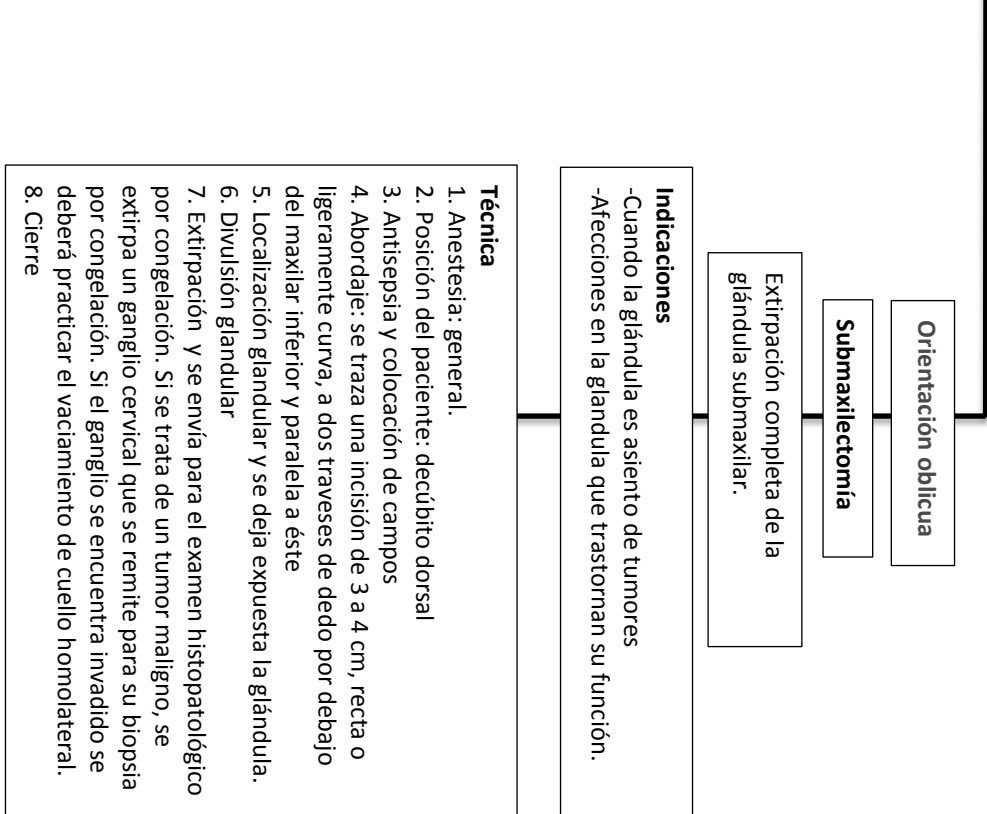 Orientación oblicua
Submaxilectomía
Extirpación completa de la
glándula submaxilar.
Indicaciones
-Cuando la glándula es asiento de tumores
-Afecciones en la glandula que trastornan su función.
Técnica
1. Anestesia: general.
2. Posición del paciente: decúbito dorsal
3. Antisepsia y colocación de campos
4. Abordaje: se traza una incisión de 3 a 4 cm, recta o
ligeramente curva, a dos traveses de dedo por debajo
del maxilar inferior y paralela a éste
5. Localización glandular y se deja expuesta la glándula.
6. Divulsión glandular
7. Extirpación y se envía para el examen histopatológico
por congelación. Si se trata de un tumor maligno, se
extirpa un ganglio cervical que se remite para su biopsia
por congelación. Si el ganglio se encuentra invadido se
deberá practicar el vaciamiento de cuello homolateral.
8. Cierre